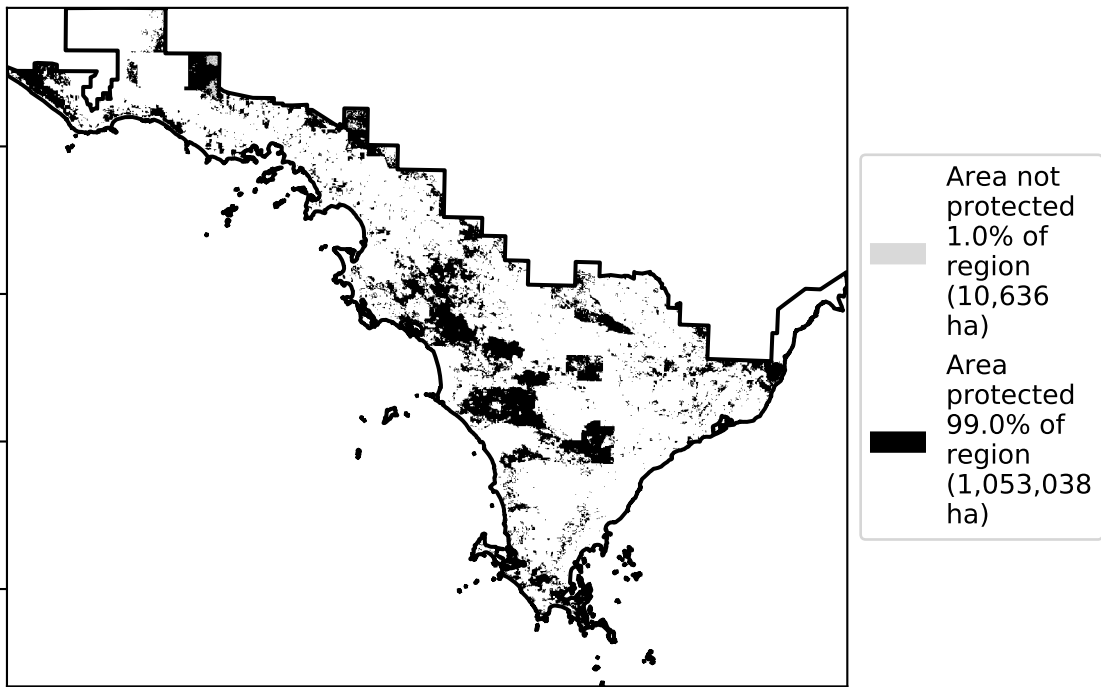 Area not
protected
1.0% of
region
(10,636
ha)
Area
protected
99.0% of
region
(1,053,038
ha)